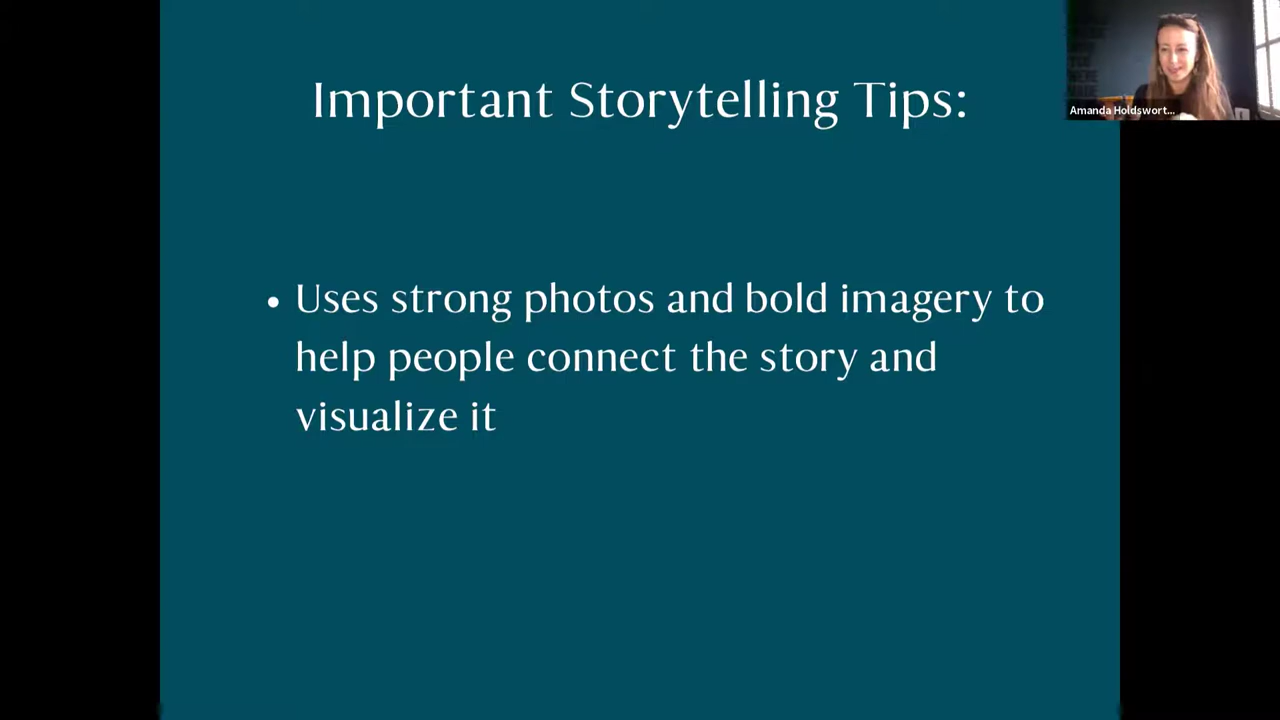 Important Storytelling Tips:
• Uses strong photos and bold imagery to
help people connect the story and
visualize it
Amanda Holdswort...